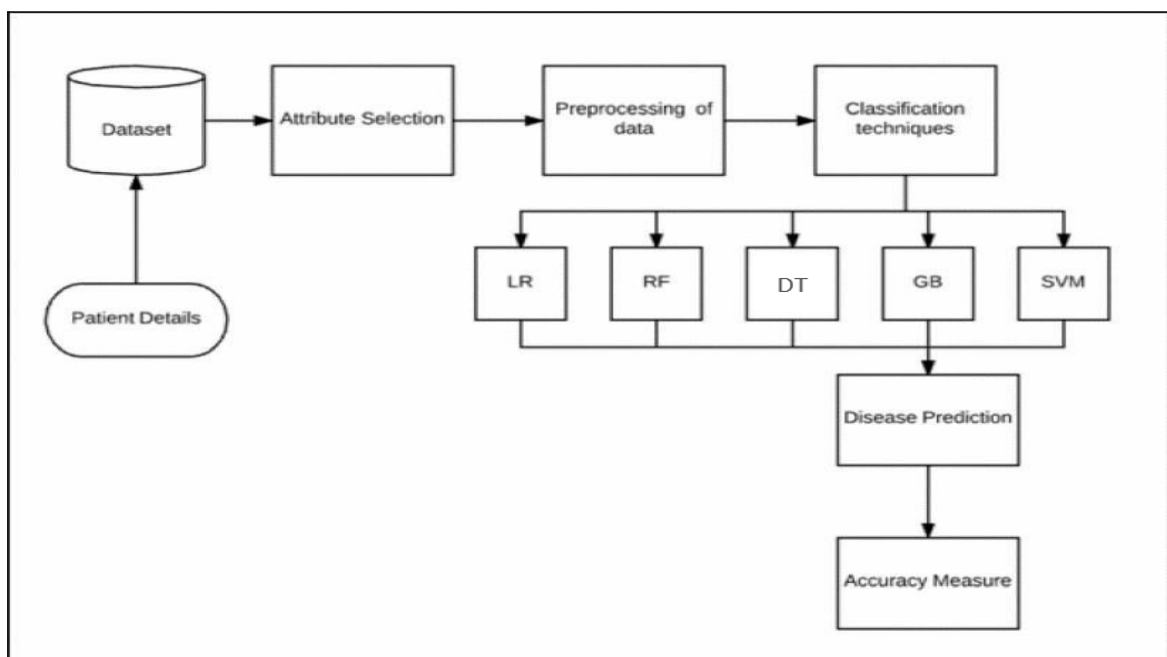 Dataset
Attribute Selection
Preprocessing of
data
Classification
techniques
LR
RF
DT
GB
SVM
Patient Details
Disease Prediction
Accuracy Measure